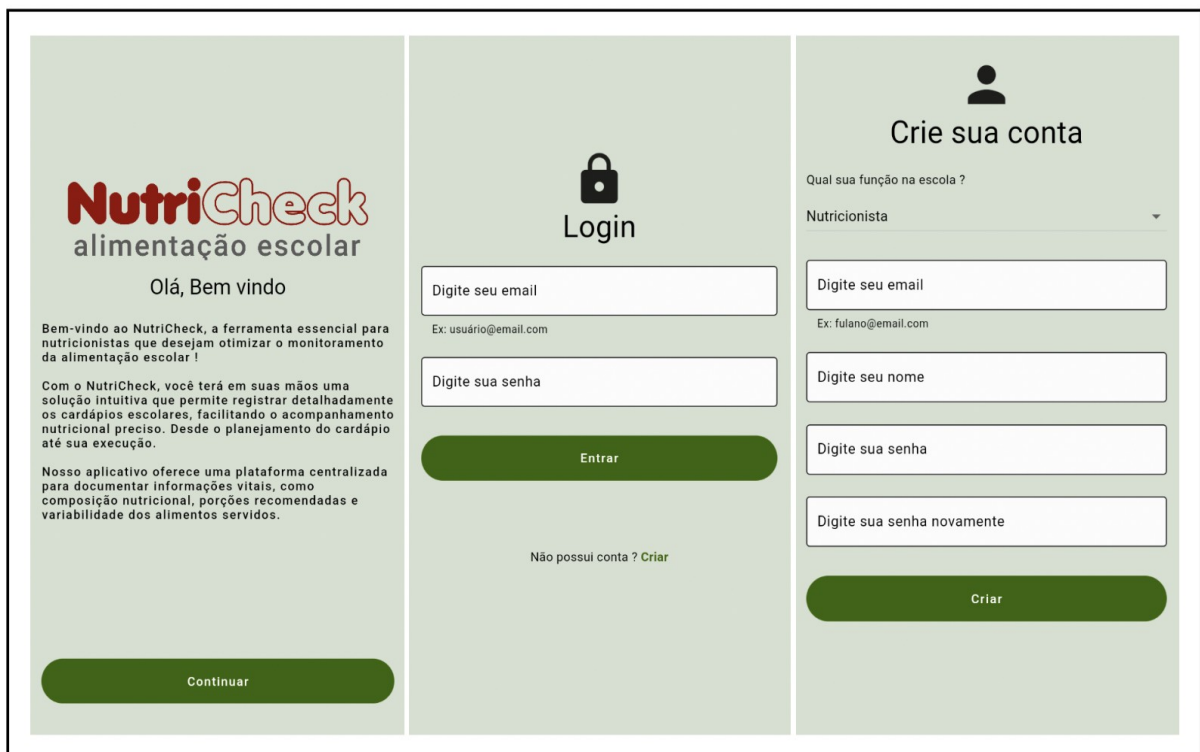 NutriCheck
alimentação escolar
Olá, Bem vindo
Bem-vindo ao NutriCheck, a ferramenta essencial para
nutricionistas que desejam otimizar o monitoramento
da alimentação escolar !
Com o NutriCheck, você terá em suas mãos uma
solução intuitiva que permite registrar detalhadamente
os cardápios escolares, facilitando o acompanhamento
nutricional preciso. Desde o planejamento do cardápio
até sua execução.
Nosso aplicativo oferece uma plataforma centralizada
para documentar informações vitais, como
composição nutricional, porções recomendadas e
variabilidade dos alimentos servidos.
Continuar
Login
Digite seu email
Ex: usuário@email.com
Digite sua senha
Entrar
Não possui conta ? Criar
Crie sua conta
Qual sua função na escola ?
Nutricionista
Digite seu email
Ex: fulano@email.com
Digite seu nome
Digite sua senha
Digite sua senha novamente
Criar